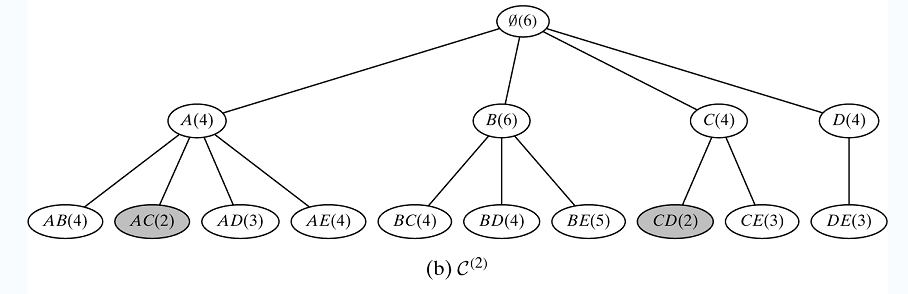 ∅(6)
A(4) B(6) C(4) D(4)
AB(4) AC(2) AD(3) AE(4) BC(4) BD(4) BE(5) CD(2) CE(3) DE(3)
(b) 𝒞⁽²⁾